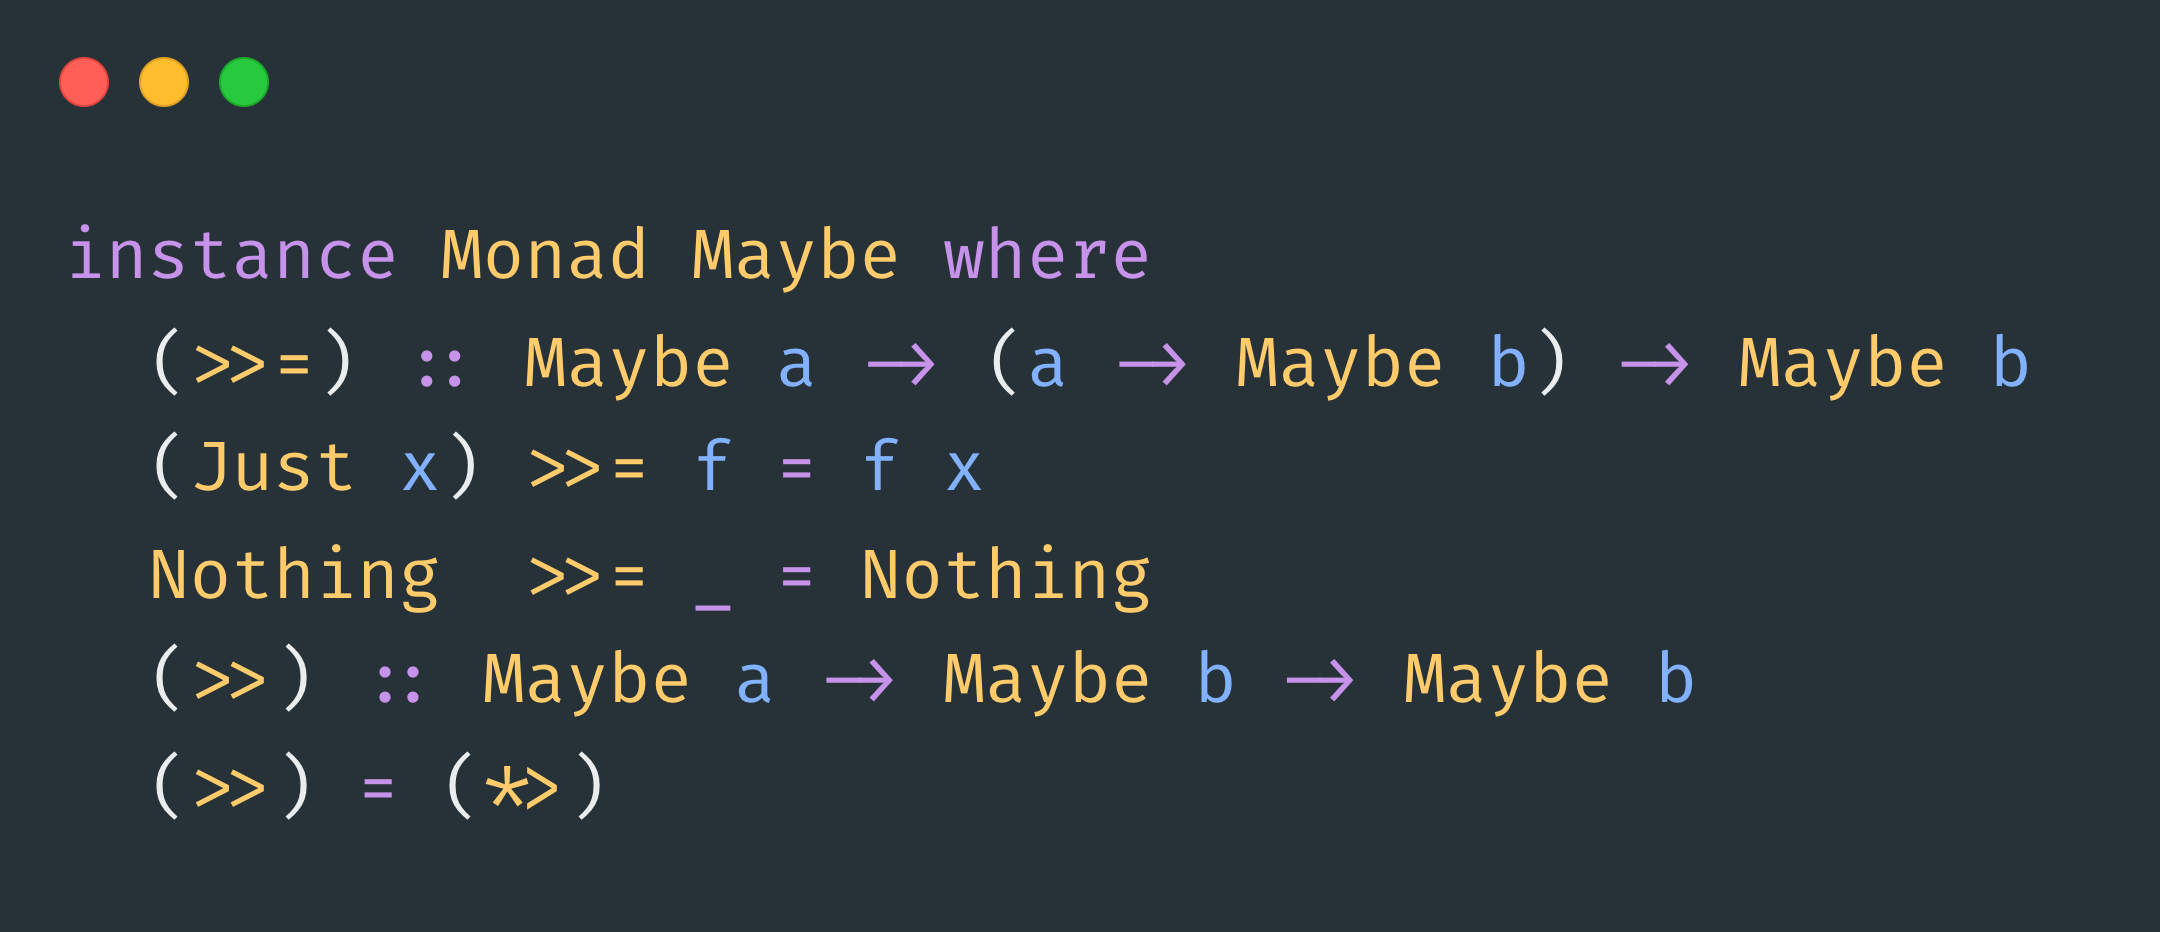 instance Monad Maybe where
  (>>=) :: Maybe a -> (a -> Maybe b) -> Maybe b
  (Just x) >>= f = f x
  Nothing  >>= _ = Nothing
  (>>) :: Maybe a -> Maybe b -> Maybe b
  (>>) = (*>)